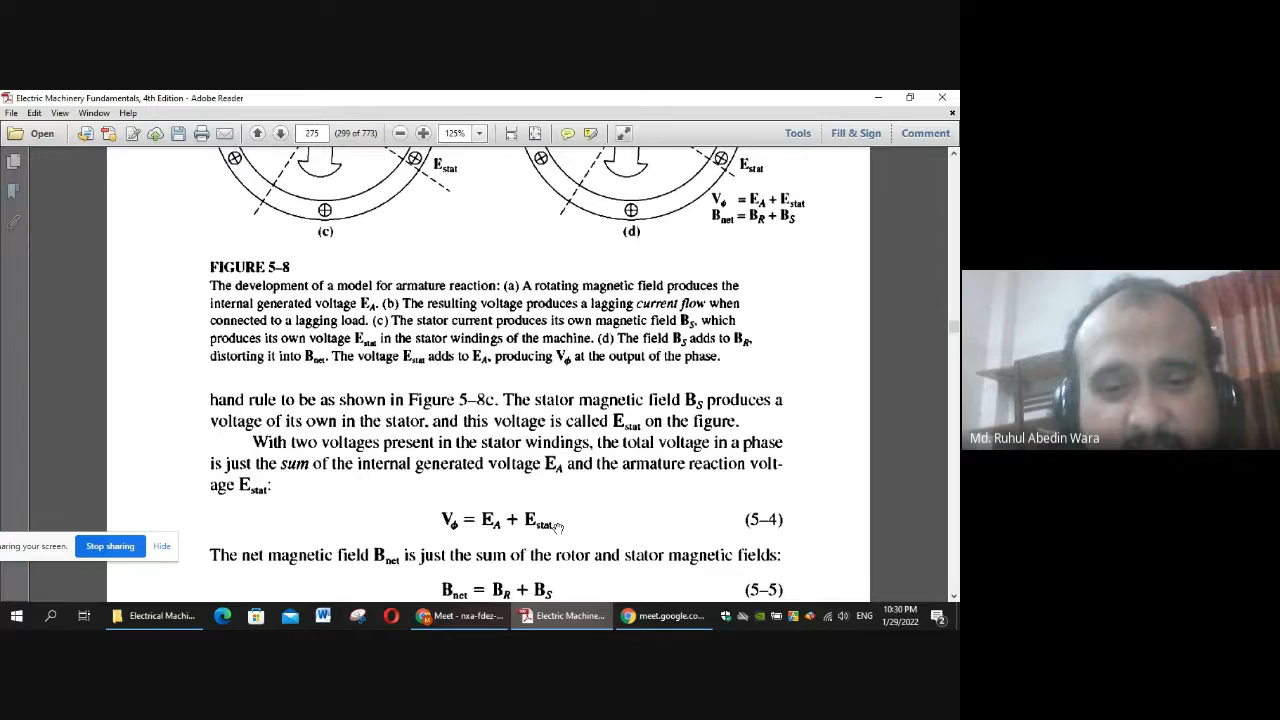 Electric Machinery Fundamentals, 4th Edition - Adobe Reader
File Edit View Window Help
Open 275 (299 of 773) 125% Tools Fill & Sign Comment
E_stat E_stat
V_ϕ = E_A + E_stat
B_net = B_R + B_S
(c) (d)
FIGURE 5–8
The development of a model for armature reaction: (a) A rotating magnetic field produces the
internal generated voltage E_A. (b) The resulting voltage produces a lagging current flow when
connected to a lagging load. (c) The stator current produces its own magnetic field B_S, which
produces its own voltage E_stat in the stator windings of the machine. (d) The field B_S adds to B_R,
distorting it into B_net. The voltage E_stat adds to E_A, producing V_ϕ at the output of the phase.
hand rule to be as shown in Figure 5–8c. The stator magnetic field B_S produces a
voltage of its own in the stator, and this voltage is called E_stat on the figure.
With two voltages present in the stator windings, the total voltage in a phase
is just the sum of the internal generated voltage E_A and the armature reaction volt-
age E_stat:
V_ϕ = E_A + E_stat (5–4)
haring your screen. Stop sharing Hide
The net magnetic field B_net is just the sum of the rotor and stator magnetic fields:
B_net = B_R + B_S (5–5)
Md. Ruhul Abedin Wara
Electrical Machi... Meet - nxa-fdez-... Electric Machine... meet.google.co... ENG
10:30 PM
1/29/2022
2